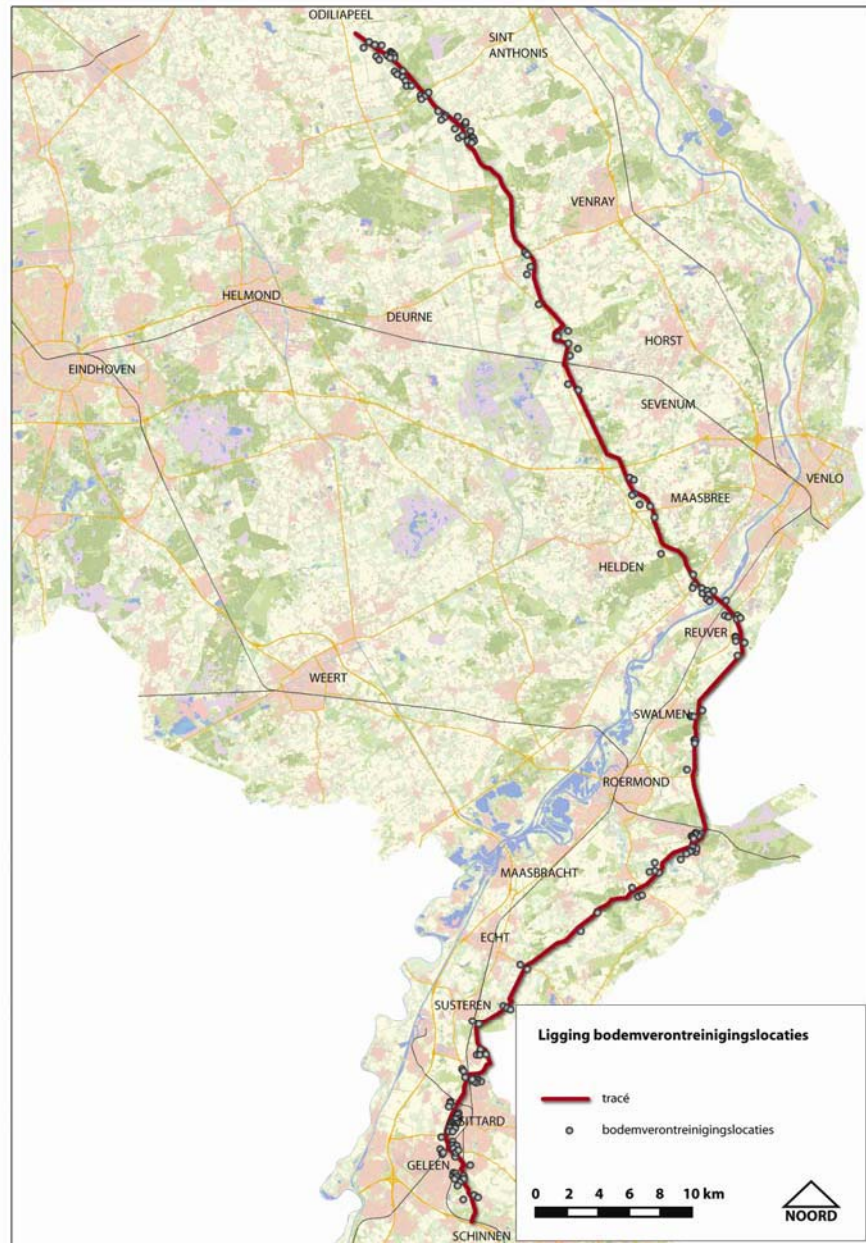 ODILIAPEEL
SINT
ANTHONIS
VENRAY
HELMOND
DEURNE
HORST
EINDHOVEN
SEVENUM
VENLO
MAASBREE
HELDEN
REUVER
WEERT
SWALMEN
ROERMOND
MAASBRACHT
ECHT
SUSTEREN
SITTARD
GELEEN
SCHINNEN
Ligging bodemverontreinigingslocaties
tracé
bodemverontreinigingslocaties
0 2 4 6 8 10 km
NOORD